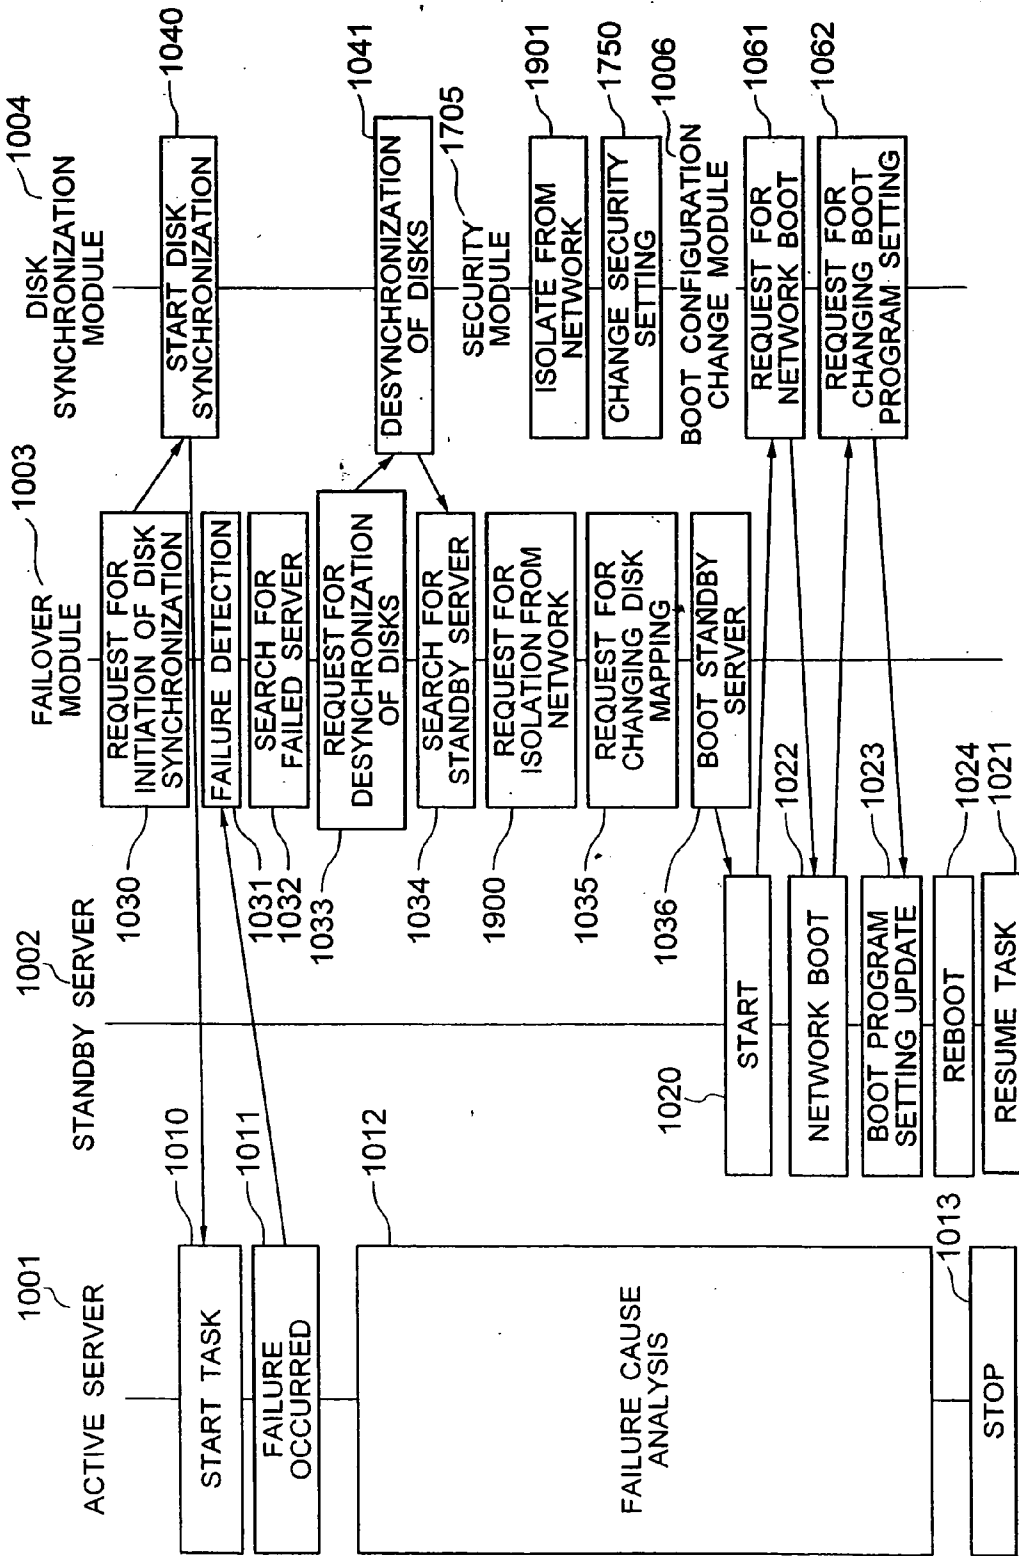 ACTIVE SERVER
1001
START TASK
1010
FAILURE
OCCURRED
1011
FAILURE CAUSE
ANALYSIS
1012
STOP
1013
STANDBY SERVER
1002
START
1020
NETWORK BOOT
1022
BOOT PROGRAM
SETTING UPDATE
1023
REBOOT
1024
RESUME TASK
1021
FAILOVER
MODULE
1003
REQUEST FOR
INITIATION OF DISK
SYNCHRONIZATION
1030
FAILURE DETECTION
1031
SEARCH FOR
FAILED SERVER
1032
REQUEST FOR
DESYNCHRONIZATION
OF DISKS
1033
SEARCH FOR
STANDBY SERVER
1034
REQUEST FOR
ISOLATION FROM
NETWORK
1900
REQUEST FOR
CHANGING DISK
MAPPING
1035
BOOT STANDBY
SERVER
1036
DISK
SYNCHRONIZATION
MODULE
1004
START DISK
SYNCHRONIZATION
1040
DESYNCHRONIZATION
OF DISKS
1041
SECURITY
MODULE
1705
ISOLATE FROM
NETWORK
1901
CHANGE SECURITY
SETTING
1750
BOOT CONFIGURATION
CHANGE MODULE
1006
REQUEST FOR
NETWORK BOOT
1061
REQUEST FOR
CHANGING BOOT
PROGRAM SETTING
1062